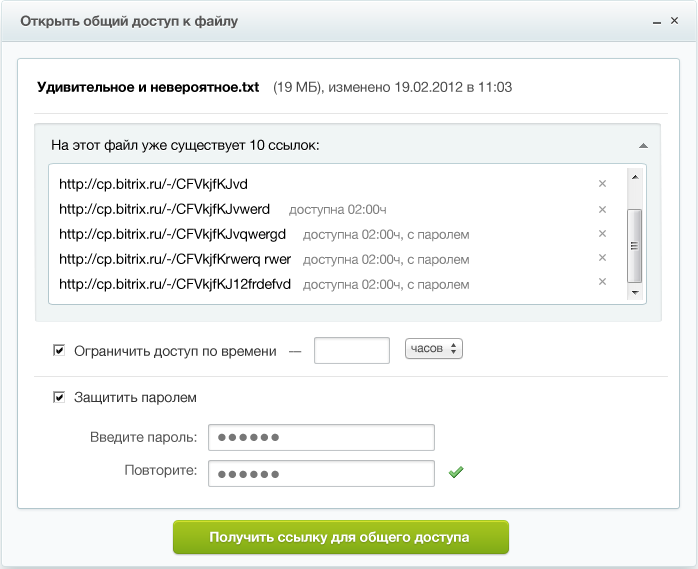 Открыть общий доступ к файлу
Удивительное и невероятное.txt (19 МБ), изменено 19.02.2012 в 11:03
На этот файл уже существует 10 ссылок:
http://cp.bitrix.ru/-/CFVkjfKJvd
http://cp.bitrix.ru/-/CFVkjfKJvwerd доступна 02:00ч
http://cp.bitrix.ru/-/CFVkjfKJvqwergd доступна 02:00ч, с паролем
http://cp.bitrix.ru/-/CFVkjfKrwerq rwer доступна 02:00ч, с паролем
http://cp.bitrix.ru/-/CFVkjfKJ12frdefvd доступна 02:00ч, с паролем
Ограничить доступ по времени — часов
Защитить паролем
Введите пароль: ●●●●●●
Повторите: ●●●●●●
Получить ссылку для общего доступа